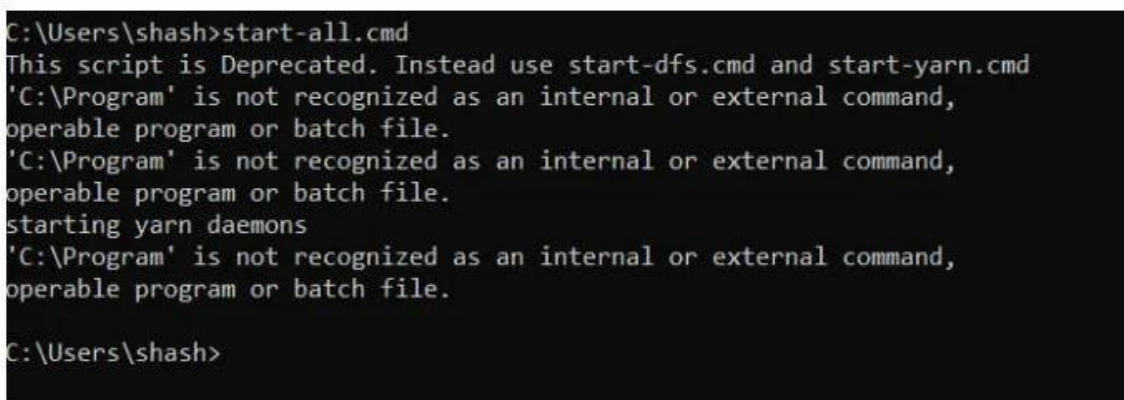 C:\Users\shash>start-all.cmd
This script is Deprecated. Instead use start-dfs.cmd and start-yarn.cmd
'C:\Program' is not recognized as an internal or external command,
operable program or batch file.
'C:\Program' is not recognized as an internal or external command,
operable program or batch file.
starting yarn daemons
'C:\Program' is not recognized as an internal or external command,
operable program or batch file.
C:\Users\shash>